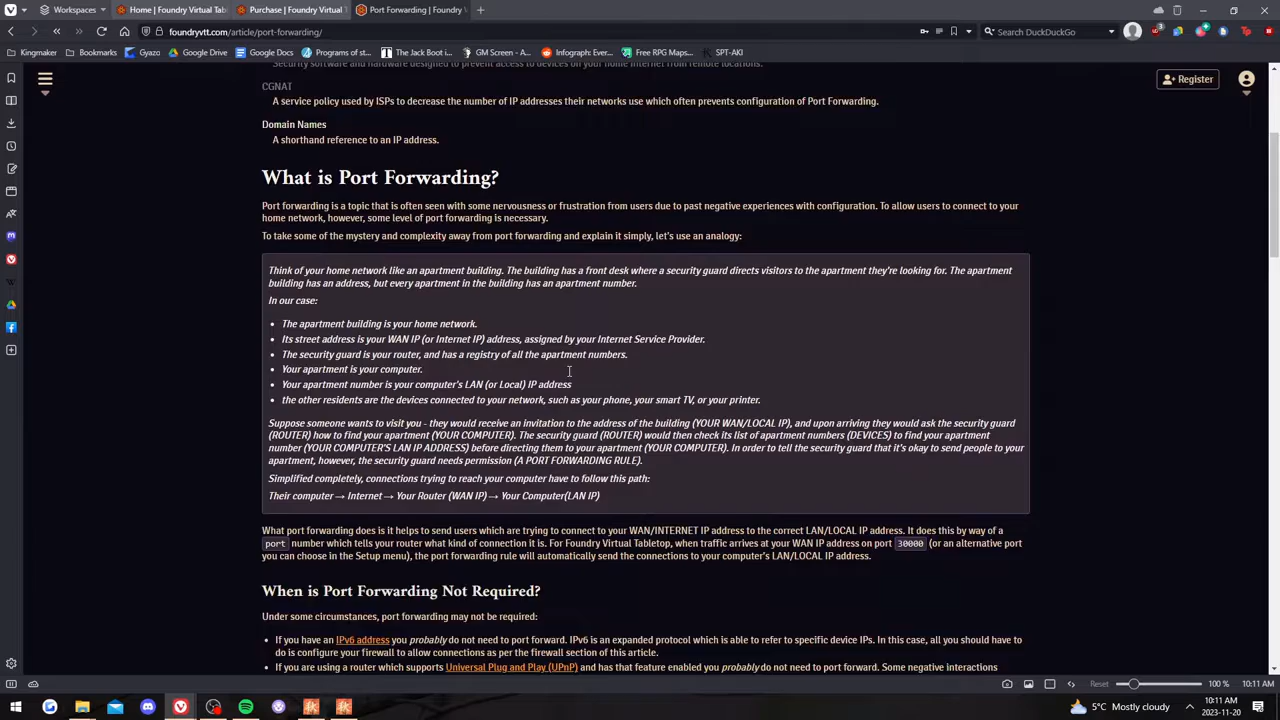 Workspaces
Home | Foundry Virtual Tabl
Purchase | Foundry Virtual T
Port Forwarding | Foundry V
foundryvtt.com/article/port-forwarding/
Search DuckDuckGo
Kingmaker
Bookmarks
Gyazo
Google Drive
Google Docs
Programs of st...
The Jack Boot i...
GM Screen - A...
Infograph: Ever...
Free RPG Maps...
SPT-AKI
Security software and hardware designed to prevent access to devices on your home internet from remote locations.
Register
CGNAT
A service policy used by ISPs to decrease the number of IP addresses their networks use which often prevents configuration of Port Forwarding.
Domain Names
A shorthand reference to an IP address.
What is Port Forwarding?
Port forwarding is a topic that is often seen with some nervousness or frustration from users due to past negative experiences with configuration. To allow users to connect to your
home network, however, some level of port forwarding is necessary.
To take some of the mystery and complexity away from port forwarding and explain it simply, let's use an analogy:
Think of your home network like an apartment building. The building has a front desk where a security guard directs visitors to the apartment they're looking for. The apartment
building has an address, but every apartment in the building has an apartment number.
In our case:
• The apartment building is your home network.
• Its street address is your WAN IP (or Internet IP) address, assigned by your Internet Service Provider.
• The security guard is your router, and has a registry of all the apartment numbers.
• Your apartment is your computer.
• Your apartment number is your computer's LAN (or Local) IP address
• the other residents are the devices connected to your network, such as your phone, your smart TV, or your printer.
Suppose someone wants to visit you - they would receive an invitation to the address of the building (YOUR WAN/LOCAL IP), and upon arriving they would ask the security guard
(ROUTER) how to find your apartment (YOUR COMPUTER). The security guard (ROUTER) would then check its list of apartment numbers (DEVICES) to find your apartment
number (YOUR COMPUTER'S LAN IP ADDRESS) before directing them to your apartment (YOUR COMPUTER). In order to tell the security guard that it's okay to send people to your
apartment, however, the security guard needs permission (A PORT FORWARDING RULE).
Simplified completely, connections trying to reach your computer have to follow this path:
Their computer → Internet → Your Router (WAN IP) → Your Computer(LAN IP)
What port forwarding does is it helps to send users which are trying to connect to your WAN/INTERNET IP address to the correct LAN/LOCAL IP address. It does this by way of a
port number which tells your router what kind of connection it is. For Foundry Virtual Tabletop, when traffic arrives at your WAN IP address on port 30000 (or an alternative port
you can choose in the Setup menu), the port forwarding rule will automatically send the connections to your computer's LAN/LOCAL IP address.
When is Port Forwarding Not Required?
Under some circumstances, port forwarding may not be required:
• If you have an IPv6 address you probably do not need to port forward. IPv6 is an expanded protocol which is able to refer to specific device IPs. In this case, all you should have to
do is configure your firewall to allow connections as per the firewall section of this article.
• If you are using a router which supports Universal Plug and Play (UPnP) and has that feature enabled you probably do not need to port forward. Some negative interactions
Reset
100 %
10:11 AM
5°C Mostly cloudy
10:11 AM
2023-11-20